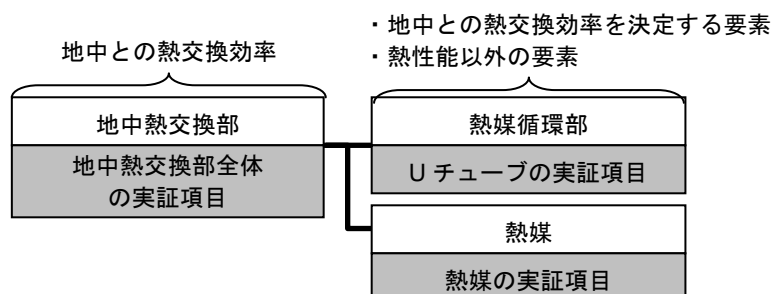 ・地中との熱交換効率を決定する要素
・熱性能以外の要素
地中との熱交換効率
地中熱交換部
地中熱交換部全体
の実証項目
熱媒循環部
Uチューブの実証項目
熱媒
熱媒の実証項目